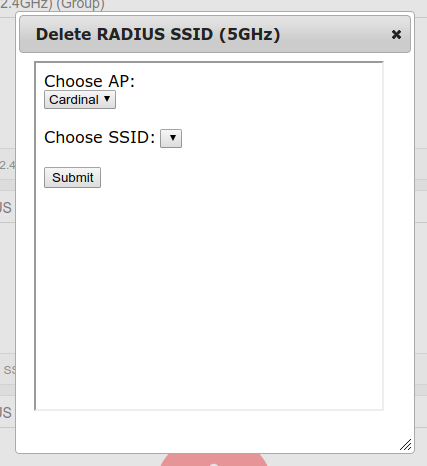 2.4GHz) (Group)
Delete RADIUS SSID (5GHz)
Choose AP:
Cardinal
Choose SSID:
2.4
US
Submit
SS
US